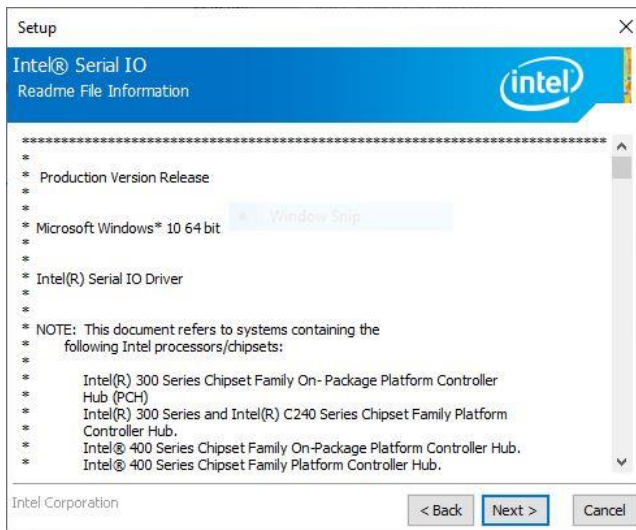 Setup
Intel® Serial IO
Readme File Information
intel
*******************************************************************************
*
* Production Version Release
*
*
* Microsoft Windows* 10 64 bit
*
*
* Intel(R) Serial IO Driver
*
*
* NOTE: This document refers to systems containing the
* following Intel processors/chipsets:
*
* Intel(R) 300 Series Chipset Family On- Package Platform Controller
* Hub (PCH)
* Intel(R) 300 Series and Intel(R) C240 Series Chipset Family Platform
* Controller Hub.
* Intel® 400 Series Chipset Family On-Package Platform Controller Hub.
* Intel® 400 Series Chipset Family Platform Controller Hub.
Window Snip
Intel Corporation
< Back Next > Cancel